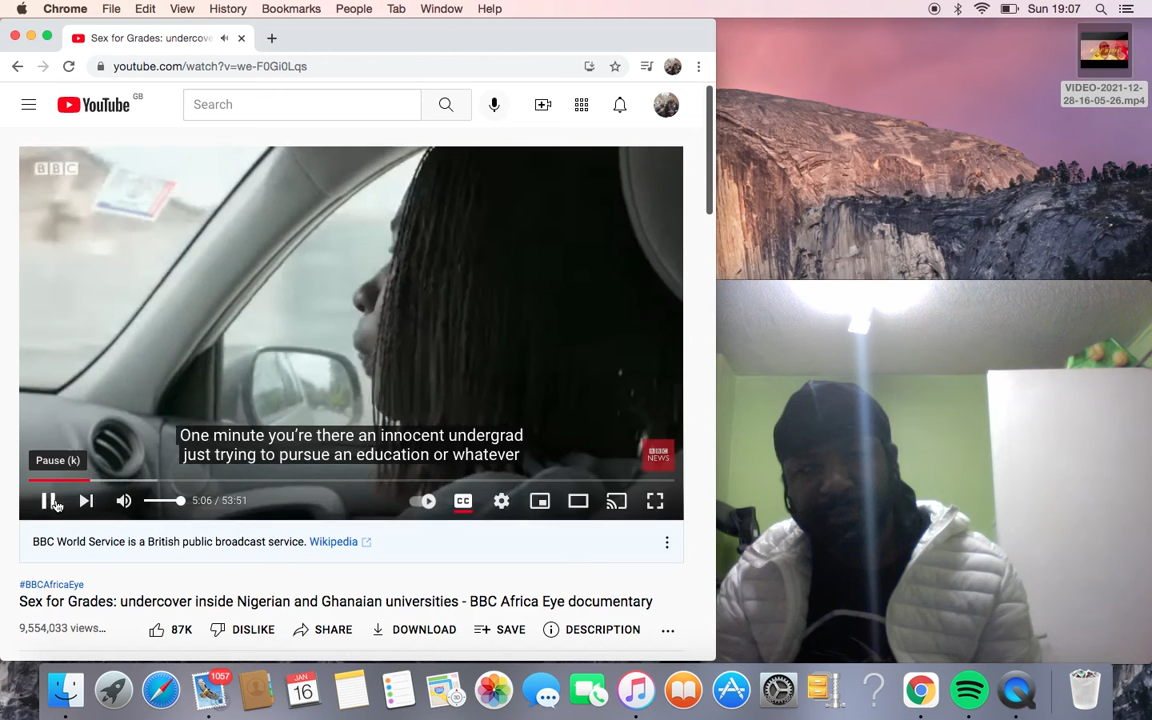 Chrome File Edit View History Bookmarks People Tab Window Help Sun 19:07
Sex for Grades: undercove
youtube.com/watch?v=we-F0Gi0Lqs
YouTube GB
Search
VIDEO-2021-12-
28-16-05-26.mp4
BBC
One minute you're there an innocent undergrad
just trying to pursue an education or whatever
BBC
NEWS
Pause (k)
CC
5:06 / 53:51
BBC World Service is a British public broadcast service. Wikipedia
#BBCAfricaEye
Sex for Grades: undercover inside Nigerian and Ghanaian universities - BBC Africa Eye documentary
9,554,033 views... 87K DISLIKE SHARE DOWNLOAD SAVE DESCRIPTION
1057
JAN
16